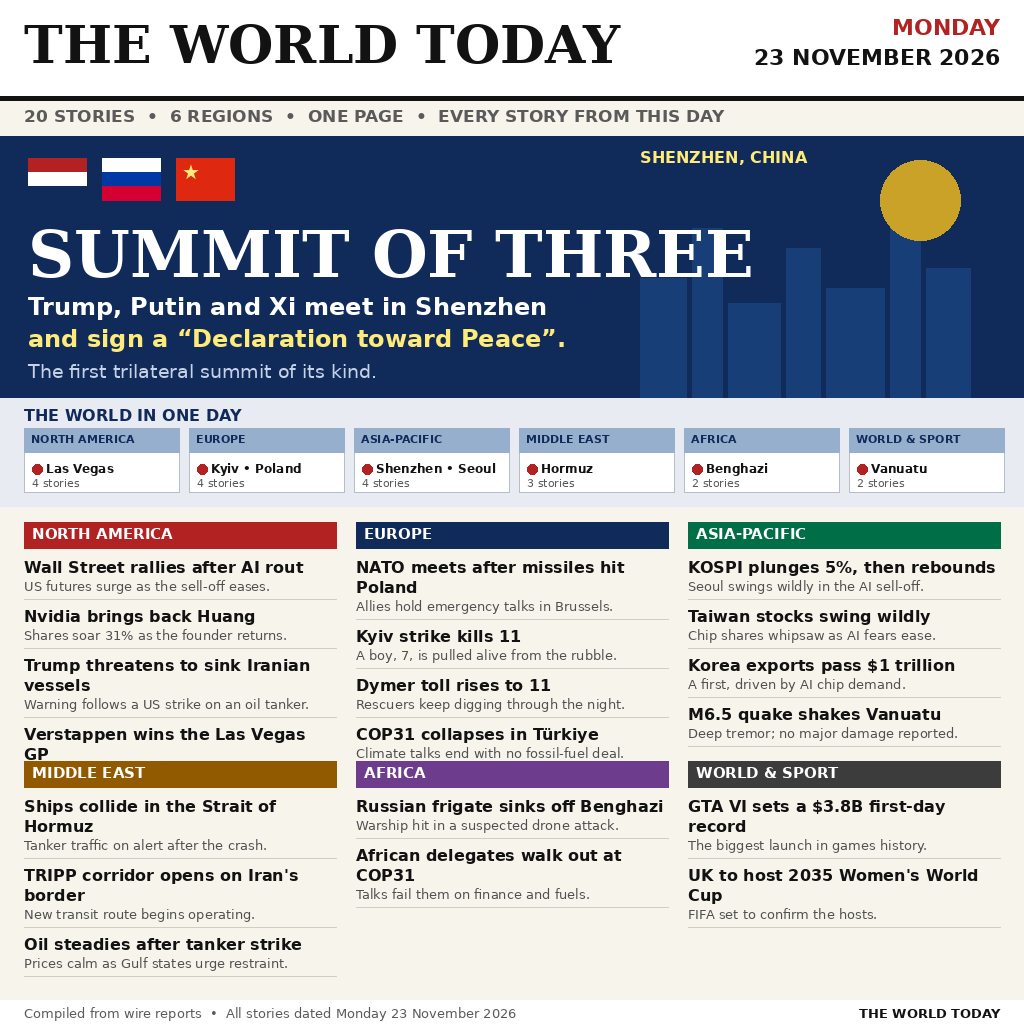 THE WORLD TODAY
MONDAY
23 NOVEMBER 2026
20 STORIES • 6 REGIONS • ONE PAGE • EVERY STORY FROM THIS DAY
SHENZHEN, CHINA
SUMMIT OF THREE
Trump, Putin and Xi meet in Shenzhen
and sign a “Declaration toward Peace”.
The first trilateral summit of its kind.
THE WORLD IN ONE DAY
NORTH AMERICA
Las Vegas
4 stories
EUROPE
Kyiv • Poland
4 stories
ASIA-PACIFIC
Shenzhen • Seoul
4 stories
MIDDLE EAST
Hormuz
3 stories
AFRICA
Benghazi
2 stories
WORLD & SPORT
Vanuatu
2 stories
NORTH AMERICA
Wall Street rallies after AI rout
US futures surge as the sell-off eases.
Nvidia brings back Huang
Shares soar 31% as the founder returns.
Trump threatens to sink Iranian
vessels
Warning follows a US strike on an oil tanker.
Verstappen wins the Las Vegas
GP
EUROPE
NATO meets after missiles hit
Poland
Allies hold emergency talks in Brussels.
Kyiv strike kills 11
A boy, 7, is pulled alive from the rubble.
Dymer toll rises to 11
Rescuers keep digging through the night.
COP31 collapses in Türkiye
Climate talks end with no fossil-fuel deal.
ASIA-PACIFIC
KOSPI plunges 5%, then rebounds
Seoul swings wildly in the AI sell-off.
Taiwan stocks swing wildly
Chip shares whipsaw as AI fears ease.
Korea exports pass $1 trillion
A first, driven by AI chip demand.
M6.5 quake shakes Vanuatu
Deep tremor; no major damage reported.
MIDDLE EAST
Ships collide in the Strait of
Hormuz
Tanker traffic on alert after the crash.
TRIPP corridor opens on Iran's
border
New transit route begins operating.
Oil steadies after tanker strike
Prices calm as Gulf states urge restraint.
AFRICA
Russian frigate sinks off Benghazi
Warship hit in a suspected drone attack.
African delegates walk out at
COP31
Talks fail them on finance and fuels.
WORLD & SPORT
GTA VI sets a $3.8B first-day
record
The biggest launch in games history.
UK to host 2035 Women's World
Cup
FIFA set to confirm the hosts.
Compiled from wire reports • All stories dated Monday 23 November 2026
THE WORLD TODAY